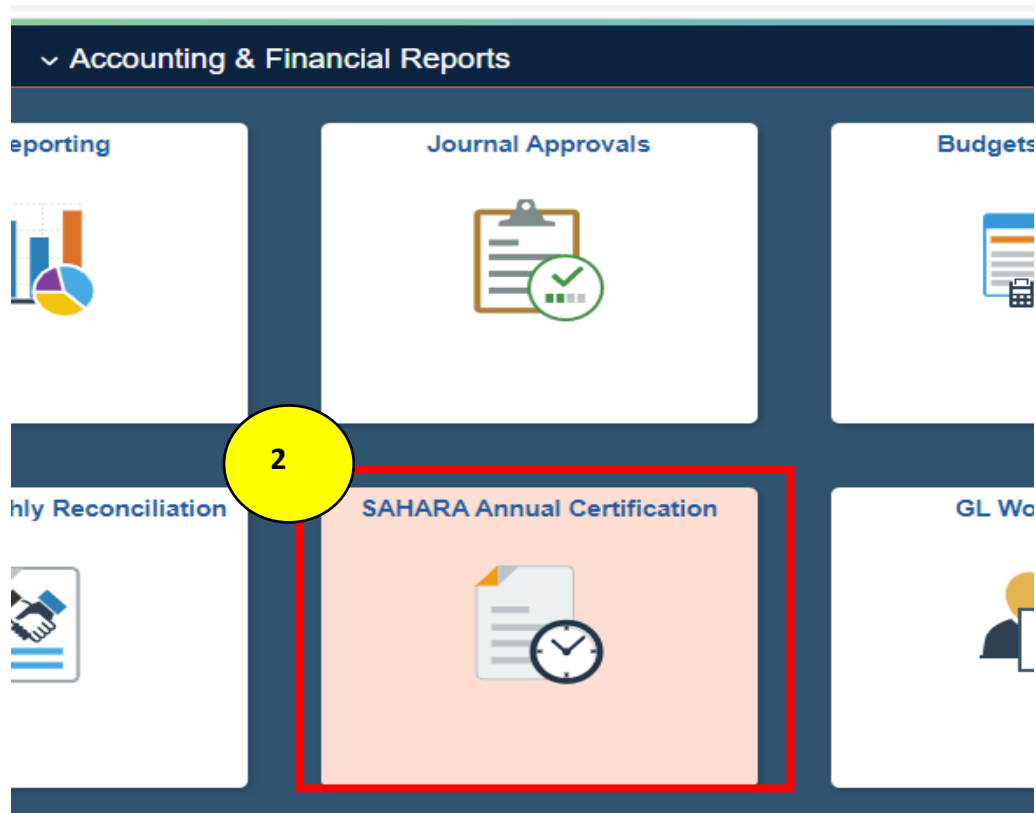 Accounting & Financial Reports
eporting
Journal Approvals
Budgets
2
hly Reconciliation
SAHARA Annual Certification
GL Wo